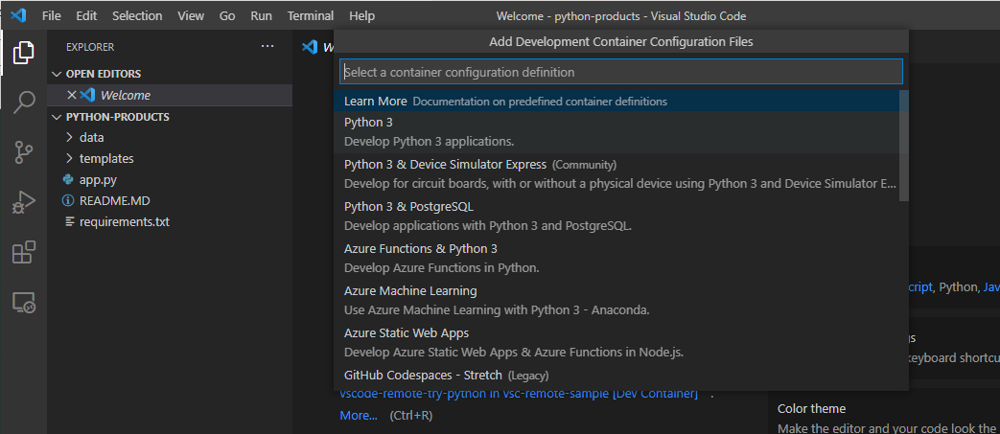 File Edit Selection View Go Run Terminal Help Welcome - python-products - Visual Studio Code
EXPLORER
OPEN EDITORS
Welcome
PYTHON-PRODUCTS
data
templates
app.py
README.MD
requirements.txt
Add Development Container Configuration Files
Select a container configuration definition
Learn More Documentation on predefined container definitions
Python 3
Develop Python 3 applications.
Python 3 & Device Simulator Express (Community)
Develop for circuit boards, with or without a physical device using Python 3 and Device Simulator E...
Python 3 & PostgreSQL
Develop applications with Python 3 and PostgreSQL.
Azure Functions & Python 3
Develop Azure Functions in Python.
Azure Machine Learning
Use Azure Machine Learning with Python 3 - Anaconda.
Azure Static Web Apps
Develop Azure Static Web Apps & Azure Functions in Node.js.
GitHub Codespaces - Stretch (Legacy)
vscode-remote-try-python in vsc-remote-sample [Dev Container]
More... (Ctrl+R)
cript, Python, Jav
gs
keyboard shortcu
Color theme
Make the editor and your code look the